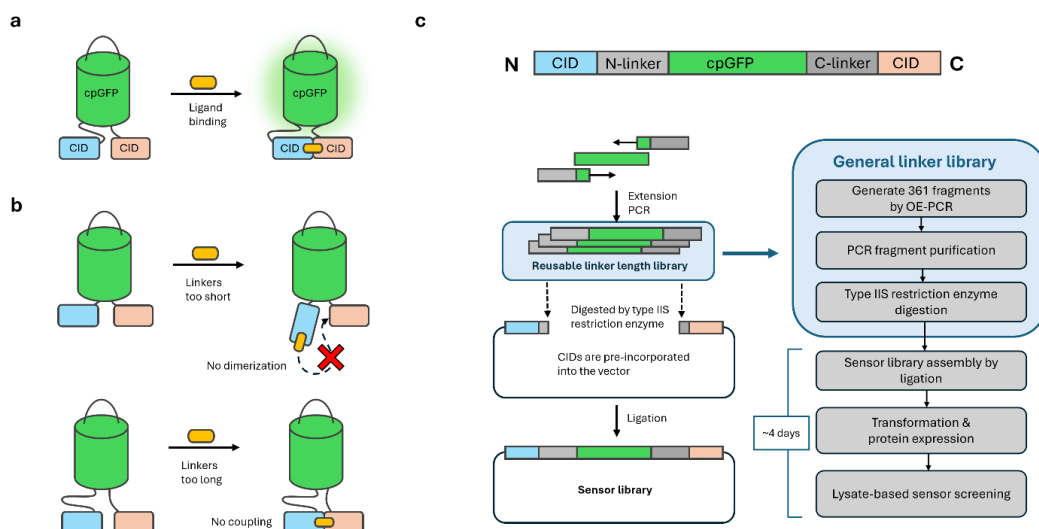 a
cpGFP
CID
CID
Ligand
binding
cpGFP
CID
CID
b
Linkers
too short
No dimerization
Linkers
too long
No coupling
c
N
CID
N-linker
cpGFP
C-linker
CID
C
Extension
PCR
Reusable linker length library
Digested by type IIS
restriction enzyme
CIDs are pre-incorporated
into the vector
Ligation
Sensor library
General linker library
Generate 361 fragments
by OE-PCR
PCR fragment purification
Type IIS restriction enzyme
digestion
Sensor library assembly by
ligation
~4 days
Transformation &
protein expression
Lysate-based sensor screening